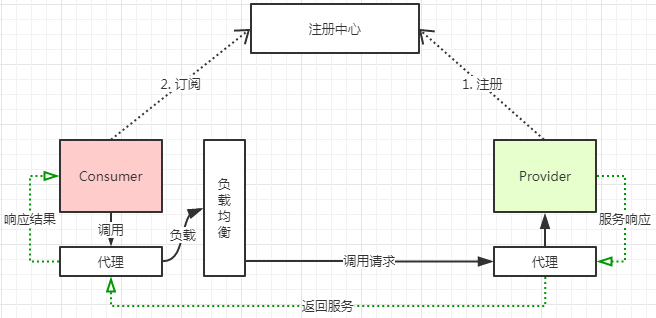 注册中心
2. 订阅
1. 注册
Consumer
负载均衡
Provider
响应结果
调用
负载
服务响应
代理
调用请求
代理
返回服务